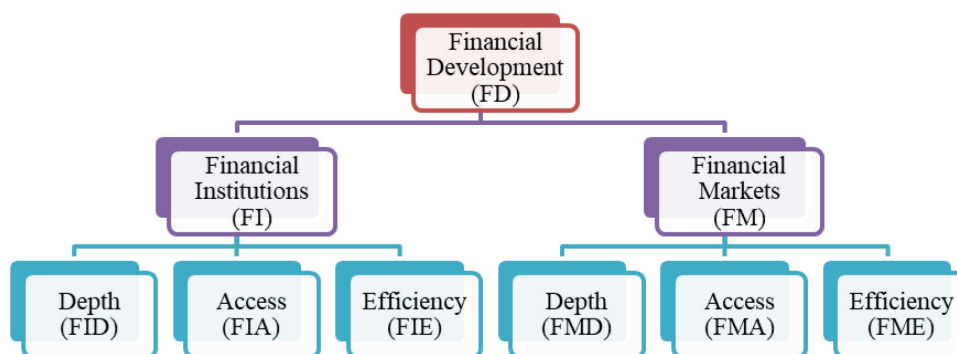 Financial
Development
(FD)
Financial
Institutions
(FI)
Financial
Markets
(FM)
Depth
(FID)
Access
(FIA)
Efficiency
(FIE)
Depth
(FMD)
Access
(FMA)
Efficiency
(FME)